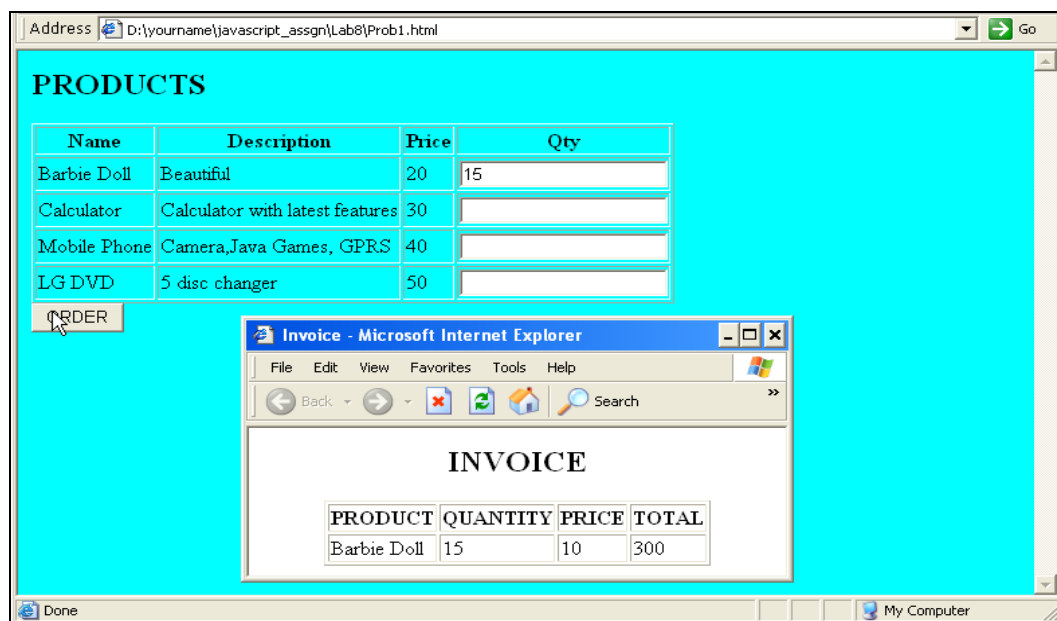 Address D:\yourname\javascript_assgn\Lab8\Prob1.html Go
PRODUCTS
Name Description Price Qty
Barbie Doll Beautiful 20 15
Calculator Calculator with latest features 30
Mobile Phone Camera,Java Games, GPRS 40
LG DVD 5 disc changer 50
ORDER
Invoice - Microsoft Internet Explorer
File Edit View Favorites Tools Help
Back Search »
INVOICE
PRODUCT QUANTITY PRICE TOTAL
Barbie Doll 15 10 300
Done My Computer